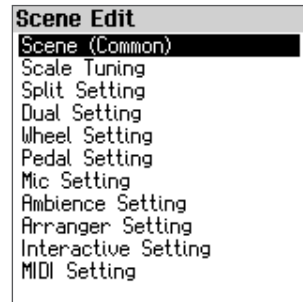 Scene Edit
Scene (Common)
Scale Tuning
Split Setting
Dual Setting
Wheel Setting
Pedal Setting
Mic Setting
Ambience Setting
Arranger Setting
Interactive Setting
MIDI Setting